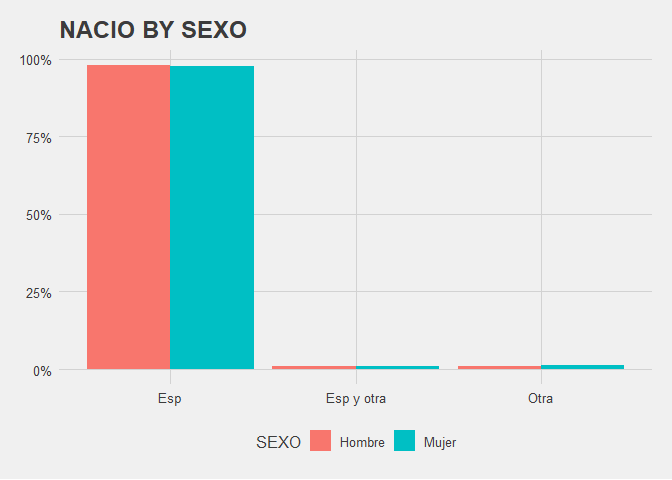 NACIO BY SEXO
100%
75%
50%
25%
0%
Esp
Esp y otra
Otra
SEXO Hombre Mujer